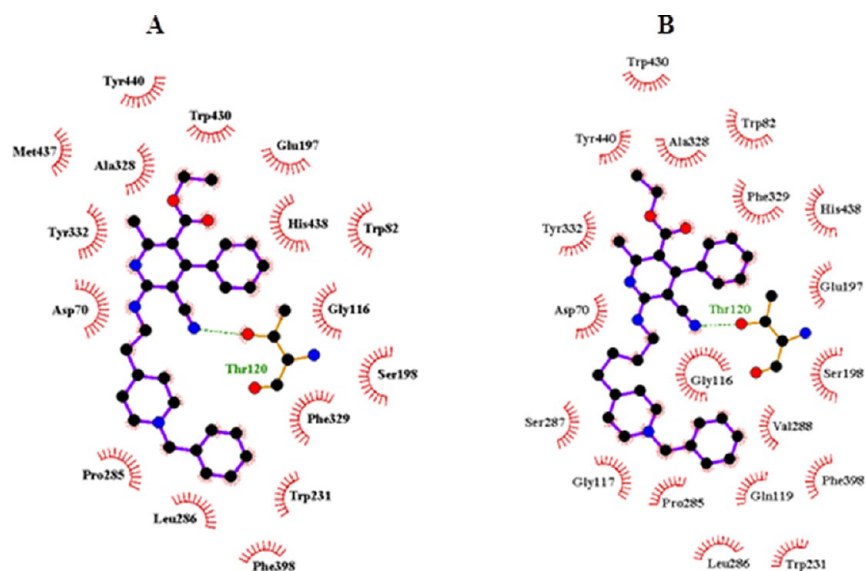 A
Tyr440
Trp430
Met437
Ala328
Glu197
Tyr332
His438
Trp82
Asp70
Gly116
Thr120
Ser198
Phe329
Pro285
Trp231
Leu286
Phe398
B
Trp430
Trp82
Tyr440
Ala328
Phe329
His438
Tyr332
Glu197
Asp70
Thr120
Gly116
Ser198
Ser287
Val288
Gly117
Pro285
Gln119
Phe398
Leu286
Trp231